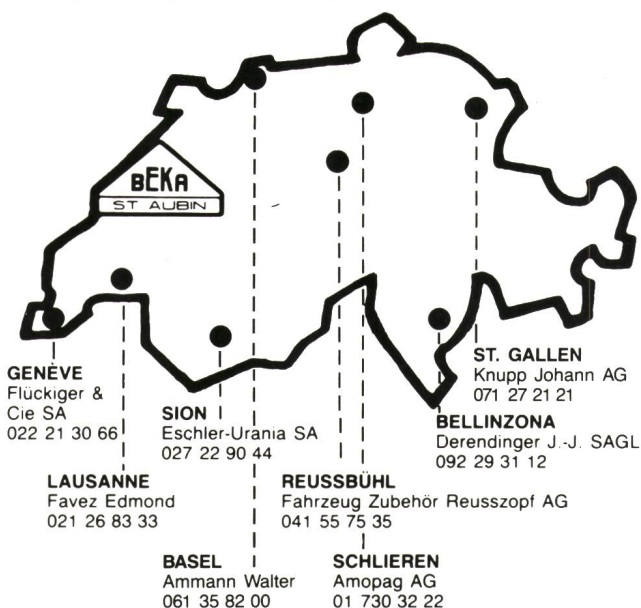 BEKA
ST AUBIN
GENÈVE
Flückiger &
Cie SA
022 21 30 66
LAUSANNE
Favez Edmond
021 26 83 33
SION
Eschler-Urania SA
027 22 90 44
BASEL
Ammann Walter
061 35 82 00
REUSSBÜHL
Fahrzeug Zubehör Reusszopf AG
041 55 75 35
SCHLIEREN
Amopag AG
01 730 32 22
BELLINZONA
Derendinger J.-J. SAGL
092 29 31 12
ST. GALLEN
Knupp Johann AG
071 27 21 21